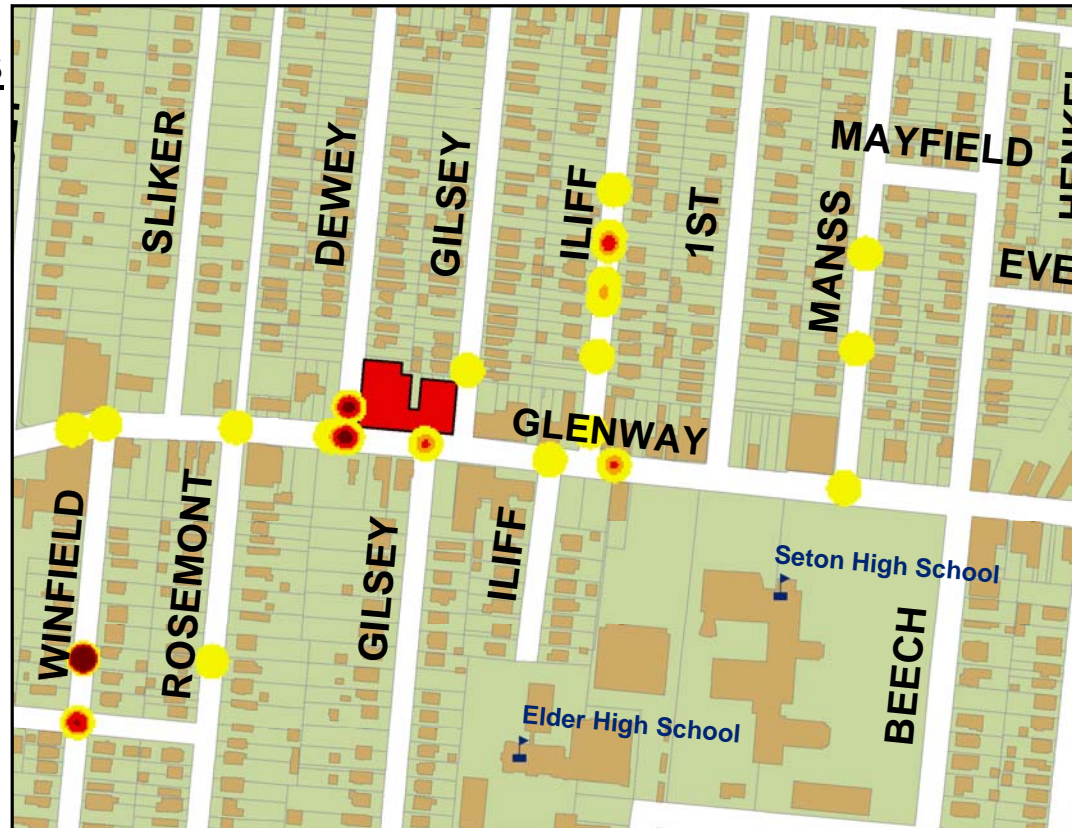 SLIKER
DEWEY
GILSEY
ILIFF
1ST
MANSS
MAYFIELD
GLENWAY
WINFIELD
ROSEMONT
GILSEY
ILIFF
BEECH
Seton High School
Elder High School